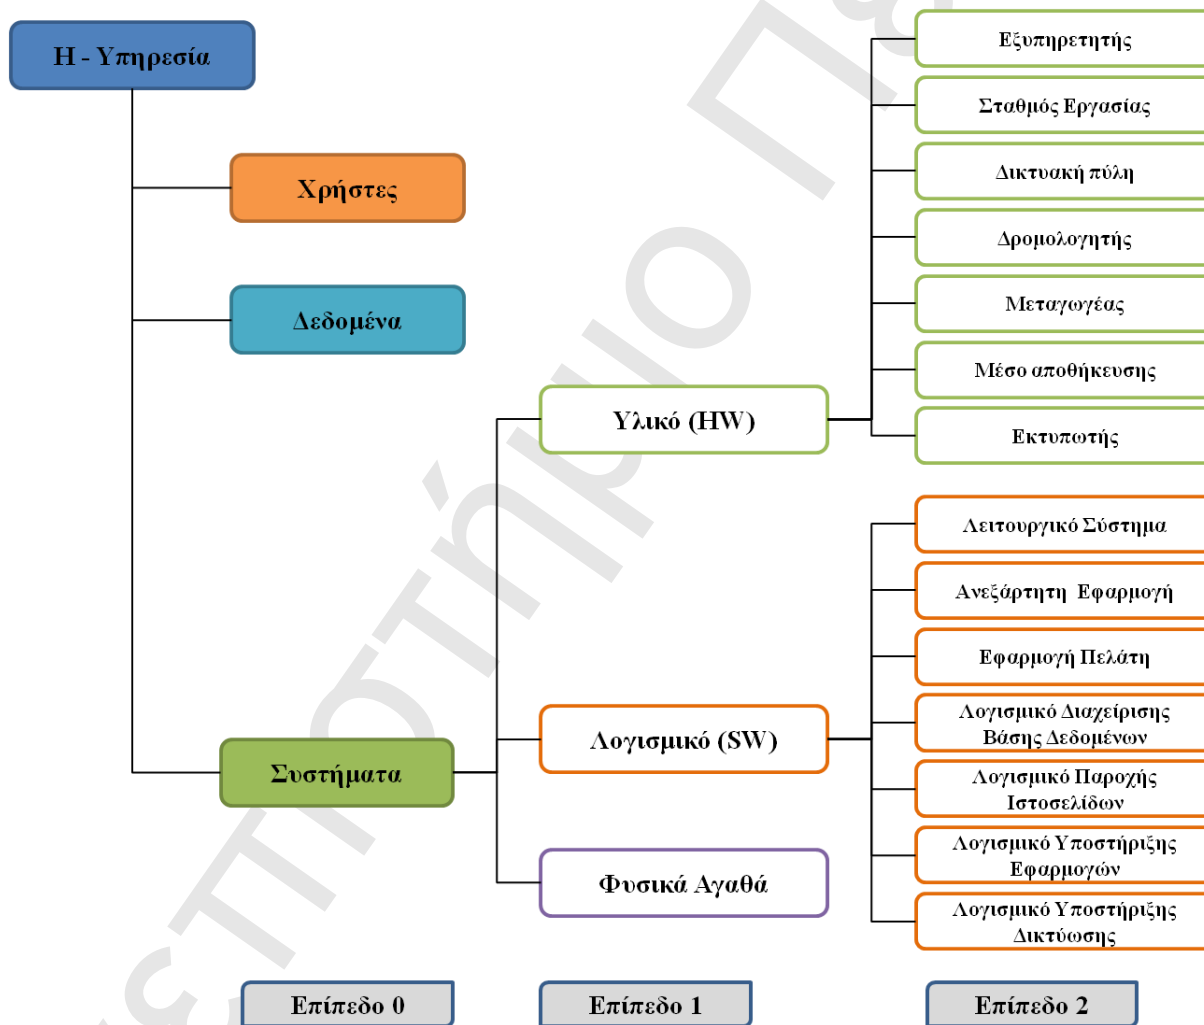 Η - Υπηρεσία
Χρήστες
Δεδομένα
Συστήματα
Υλικό (HW)
Λογισμικό (SW)
Φυσικά Αγαθά
Εξυπηρετητής
Σταθμός Εργασίας
Δικτυακή πύλη
Δρομολογητής
Μεταγωγέας
Μέσο αποθήκευσης
Εκτυπωτής
Λειτουργικό Σύστημα
Ανεξάρτητη Εφαρμογή
Εφαρμογή Πελάτη
Λογισμικό Διαχείρισης
Βάσης Δεδομένων
Λογισμικό Παροχής
Ιστοσελίδων
Λογισμικό Υποστήριξης
Εφαρμογών
Λογισμικό Υποστήριξης
Δικτύωσης
Επίπεδο 0
Επίπεδο 1
Επίπεδο 2